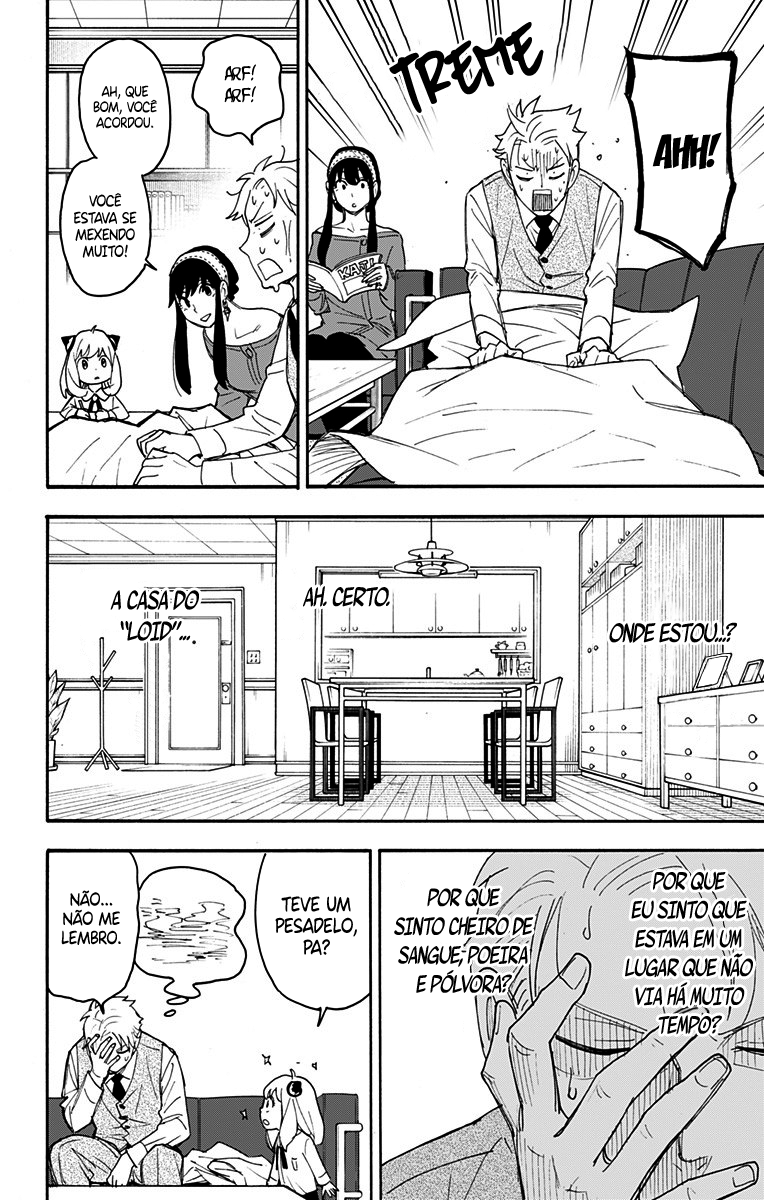 AHH!
TREME
KATI
ARF!
ARF!
AH, QUE
BOM, VOCÊ
ACORDOU.
VOCÊ
ESTAVA SE
MEXENDO
MUITO!
ONDE ESTOU...?
AH. CERTO.
A CASA DO
"LOID"... .
POR QUE
EU SINTO QUE
ESTAVA EM UM
LUGAR QUE NÃO
VIA HÁ MUITO
TEMPO?
POR QUE
SINTO CHEIRO DE
SANGUE, POEIRA
E PÓLVORA?
TEVE UM
PESADELO,
PA?
NÃO...
NÃO ME
LEMBRO.